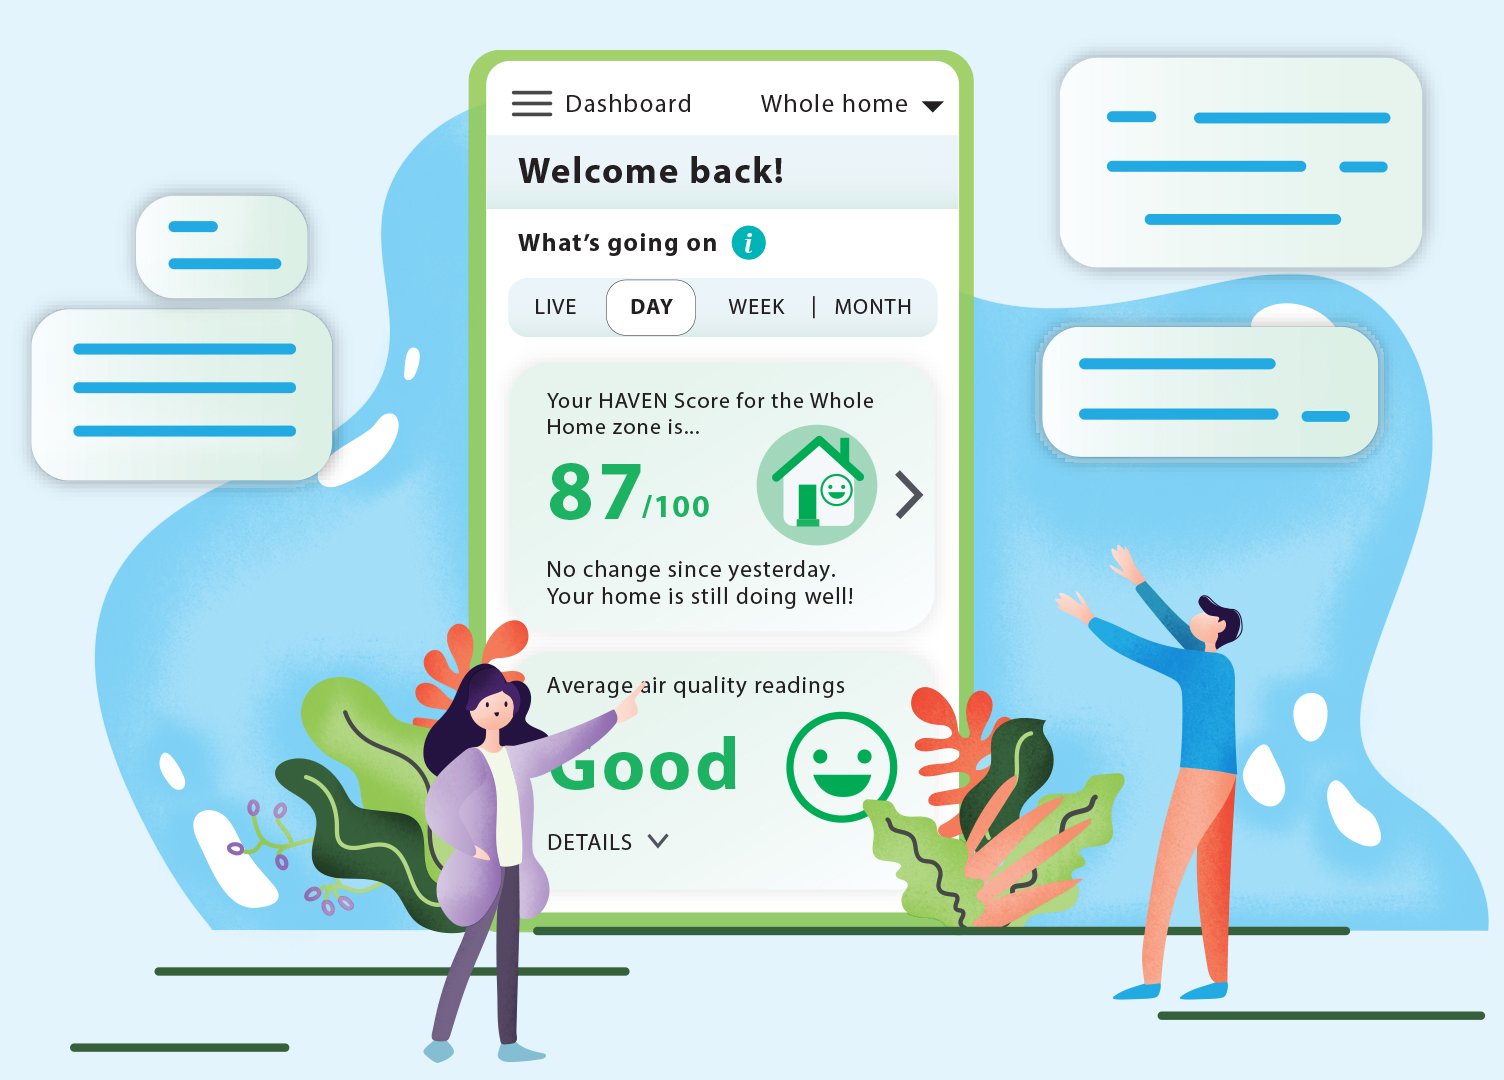 Dashboard
Whole home
Welcome back!
What's going on i
LIVE DAY WEEK | MONTH
Your HAVEN Score for the Whole
Home zone is...
87/100
No change since yesterday.
Your home is still doing well!
Average air quality readings
Good
DETAILS